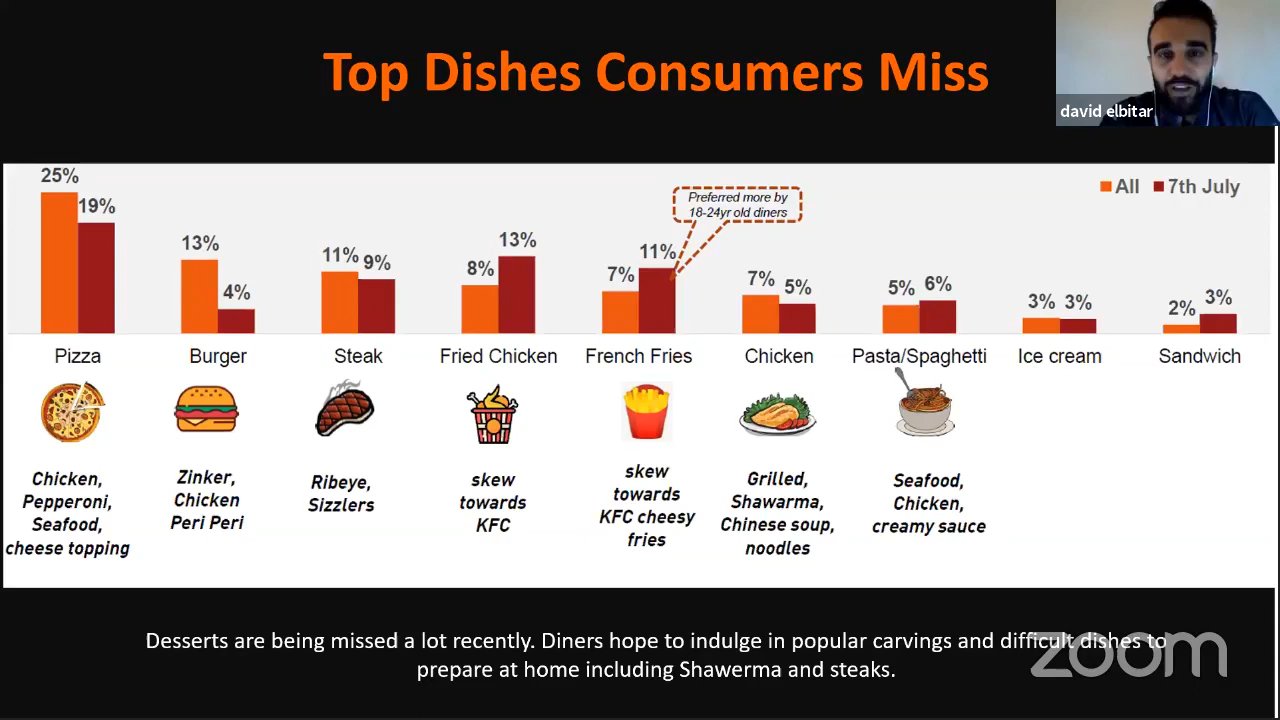 Top Dishes Consumers Miss
david elbitar
25%
19%
13%
4%
11%
9%
8%
13%
7%
11%
7%
5%
5%
6%
3%
3%
2%
3%
Preferred more by
18-24yr old diners
All
7th July
Pizza
Burger
Steak
Fried Chicken
French Fries
Chicken
Pasta/Spaghetti
Ice cream
Sandwich
Chicken,
Pepperoni,
Seafood,
cheese topping
Zinker,
Chicken
Peri Peri
Ribeye,
Sizzlers
skew
towards
KFC
skew
towards
KFC cheesy
fries
Grilled,
Shawarma,
Chinese soup,
noodles
Seafood,
Chicken,
creamy sauce
Desserts are being missed a lot recently. Diners hope to indulge in popular carvings and difficult dishes to
prepare at home including Shawerma and steaks.
zoom